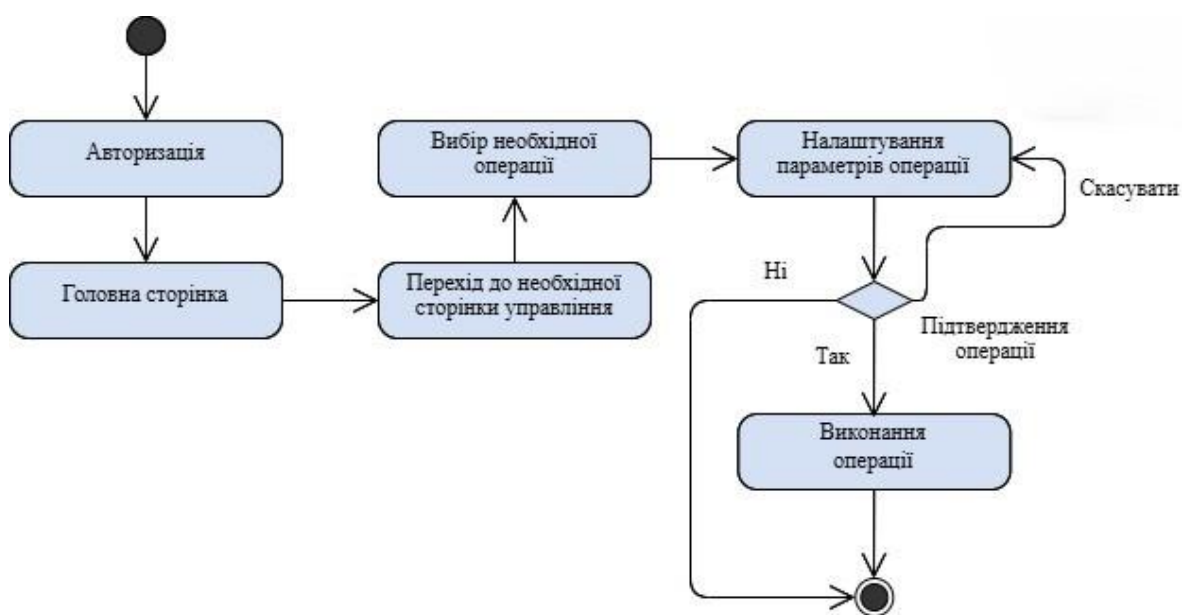 Авторизація
Головна сторінка
Перехід до необхідної
сторінки управління
Вибір необхідної
операції
Налаштування
параметрів операції
Скасувати
Ні
Підтвердження
операції
Так
Виконання
операції